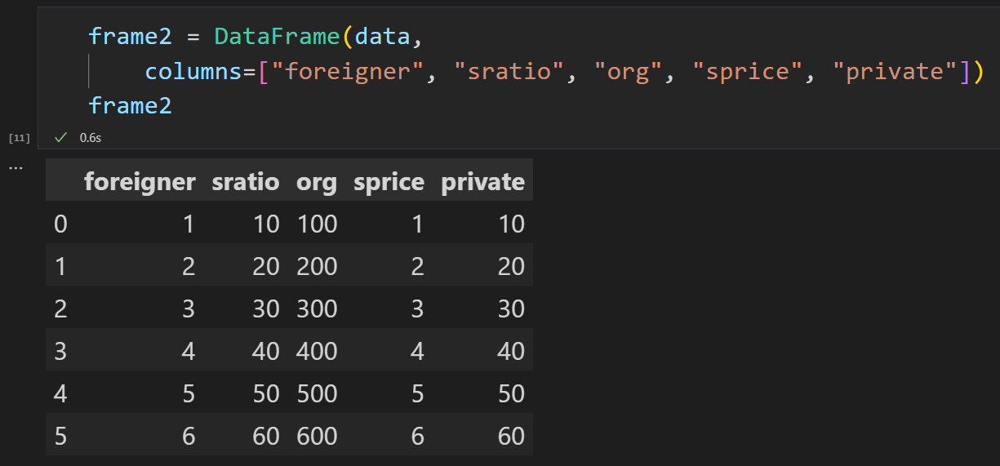 frame2 = DataFrame(data,
columns=["foreigner", "sratio", "org", "sprice", "private"])
frame2
[11] ✓ 0.6s
...
foreigner sratio org sprice private
0 1 10 100 1 10
1 2 20 200 2 20
2 3 30 300 3 30
3 4 40 400 4 40
4 5 50 500 5 50
5 6 60 600 6 60